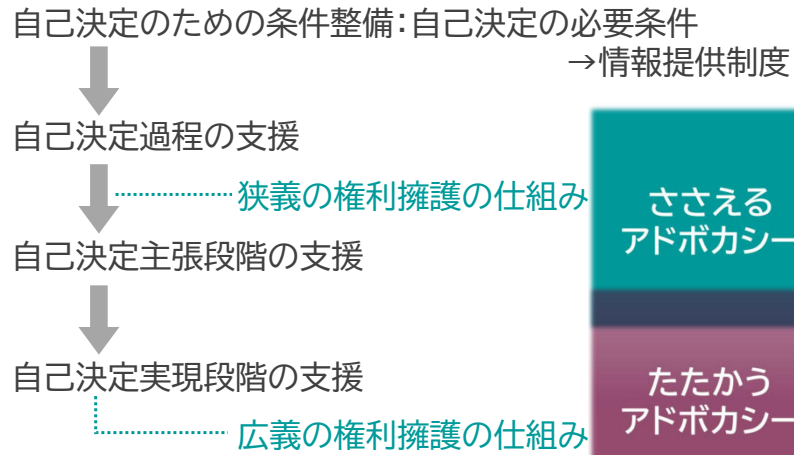 自己決定のための条件整備：自己決定の必要条件
→情報提供制度
自己決定過程の支援
狭義の権利擁護の仕組み
ささえる
アドボカシー
自己決定主張段階の支援
自己決定実現段階の支援
たたかう
アドボカシー
広義の権利擁護の仕組み